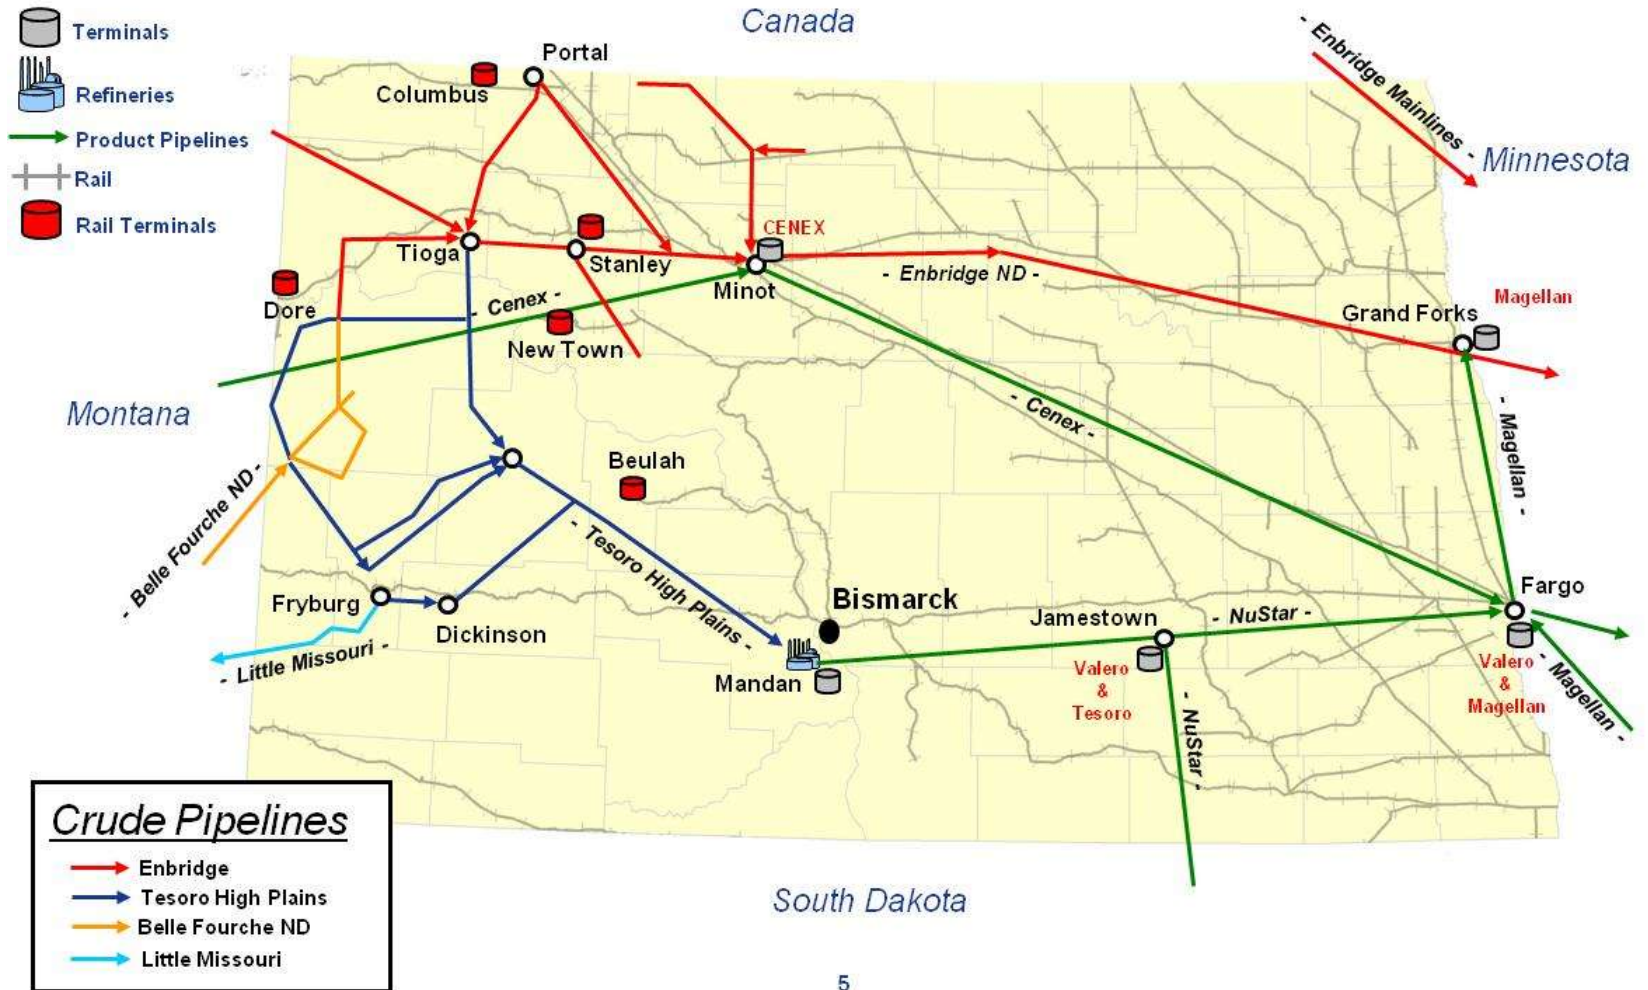 Terminals
Refineries
Product Pipelines
Rail
Rail Terminals
Canada
- Enbridge Mainlines -
Minnesota
Portal
Columbus
Tioga
Stanley
CENEX
Minot
- Enbridge ND -
Magellan
Grand Forks
Dore
- Cenex -
New Town
Montana
- Cenex -
- Magellan -
Beulah
- Belle Fourche ND -
- Tesoro High Plains -
Fryburg
Dickinson
Bismarck
Fargo
Jamestown
- NuStar -
- Little Missouri -
Mandan
Valero
&
Tesoro
- NuStar -
Valero
&
Magellan
- Magellan -
Crude Pipelines
Enbridge
Tesoro High Plains
Belle Fourche ND
Little Missouri
South Dakota
5